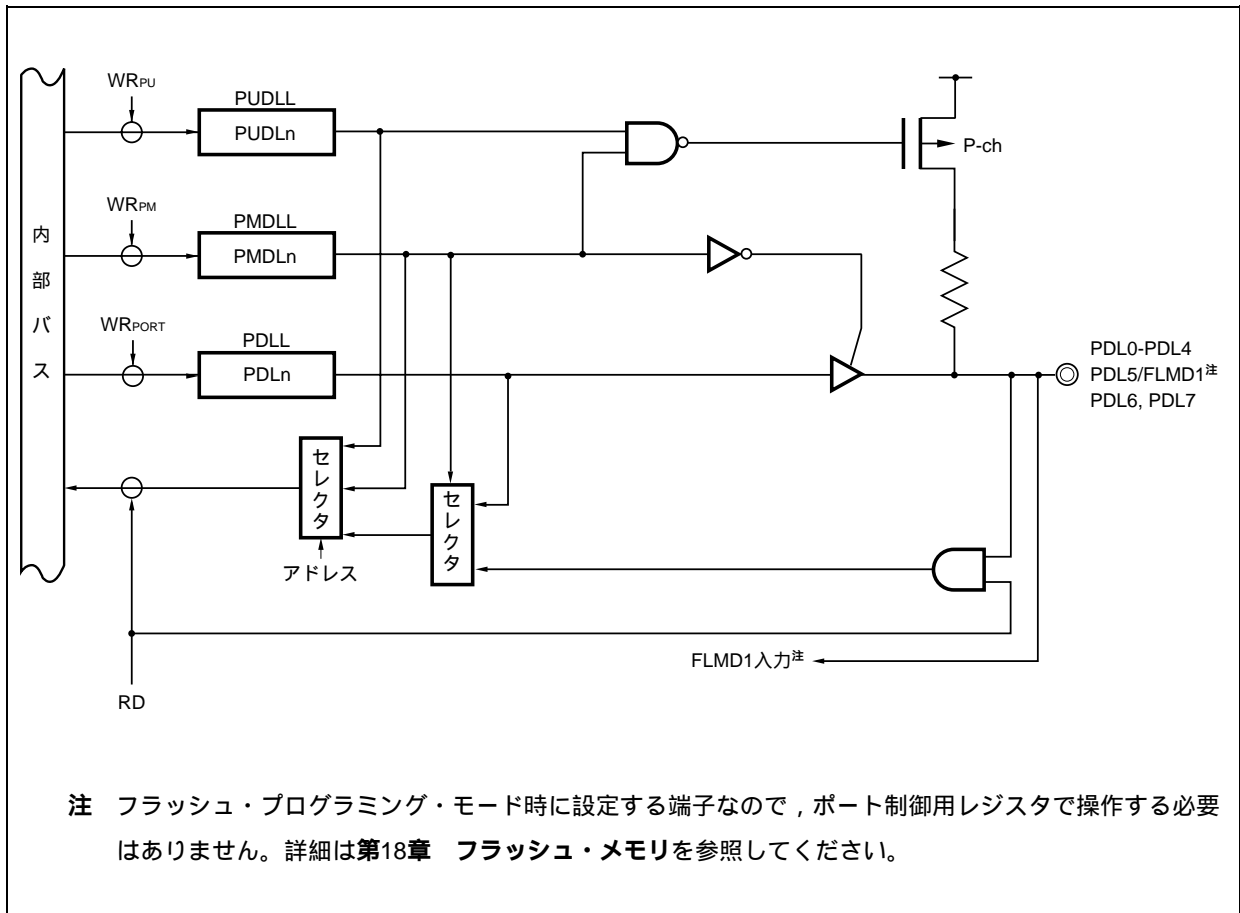 WRPU
PUDLL
PUDLn
P-ch
WRPM
PMDLL
PMDLn
内部バス
WRPORT
PDLL
PDLn
PDL0-PDL4
PDL5/FLMD1注
PDL6, PDL7
セレクタ
セレクタ
アドレス
FLMD1入力注
RD
注 フラッシュ・プログラミング・モード時に設定する端子なので，ポート制御用レジスタで操作する必要
はありません。詳細は第18章 フラッシュ・メモリを参照してください。